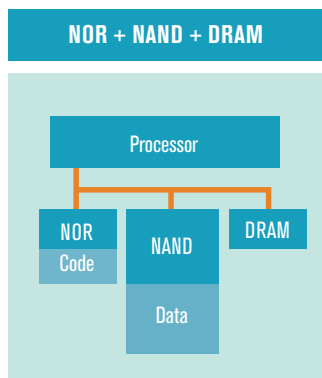 NOR + NAND + DRAM
Processor
NOR
Code
NAND
Data
DRAM